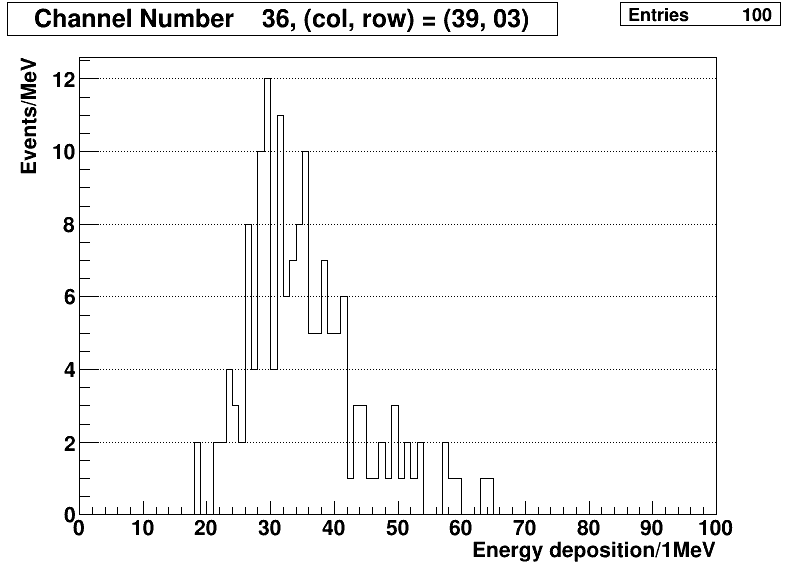 Channel Number 36, (col, row) = (39, 03)
Entries 100
Events/MeV
12
10
8
6
4
2
0
0 10 20 30 40 50 60 70 80 90 100
Energy deposition/1MeV